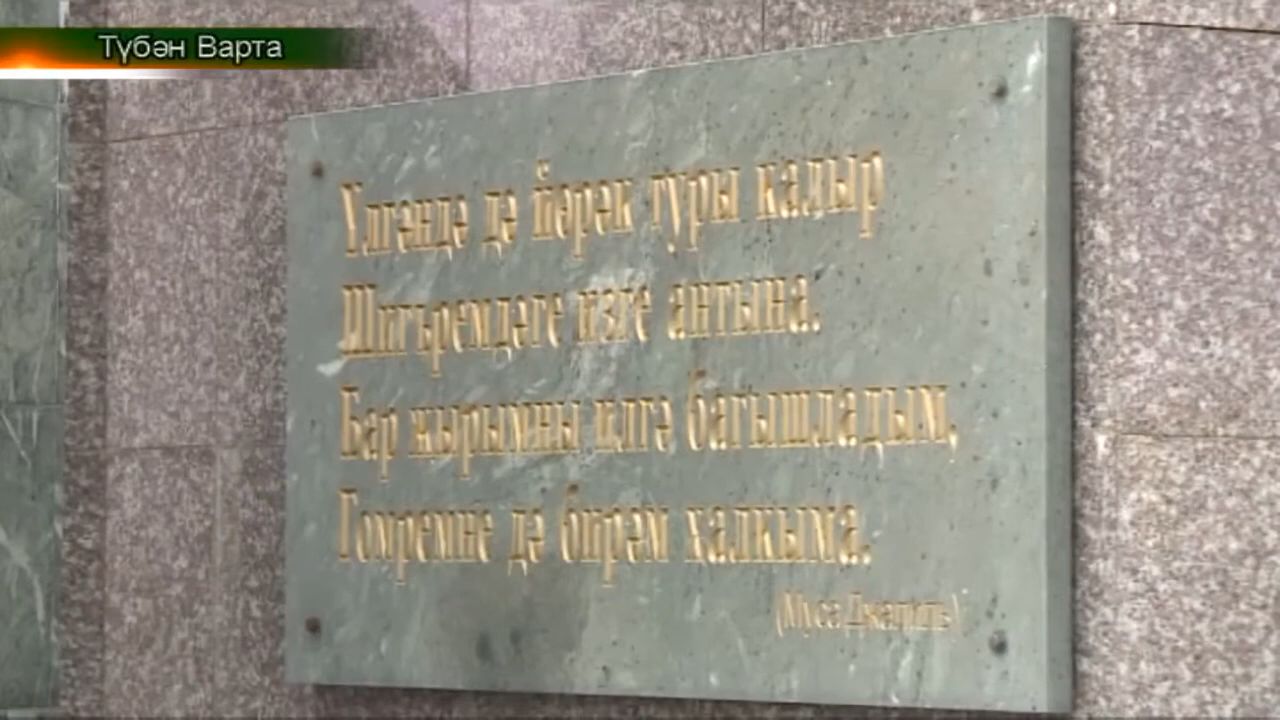 Түбән Варта
Үлгәндә дә йөрәк туры калыр
Шигъремдәге изге антына.
Бар җырымны илгә багышладым,
Гомремне дә бирәм халкыма.
(Муса Джалиль)